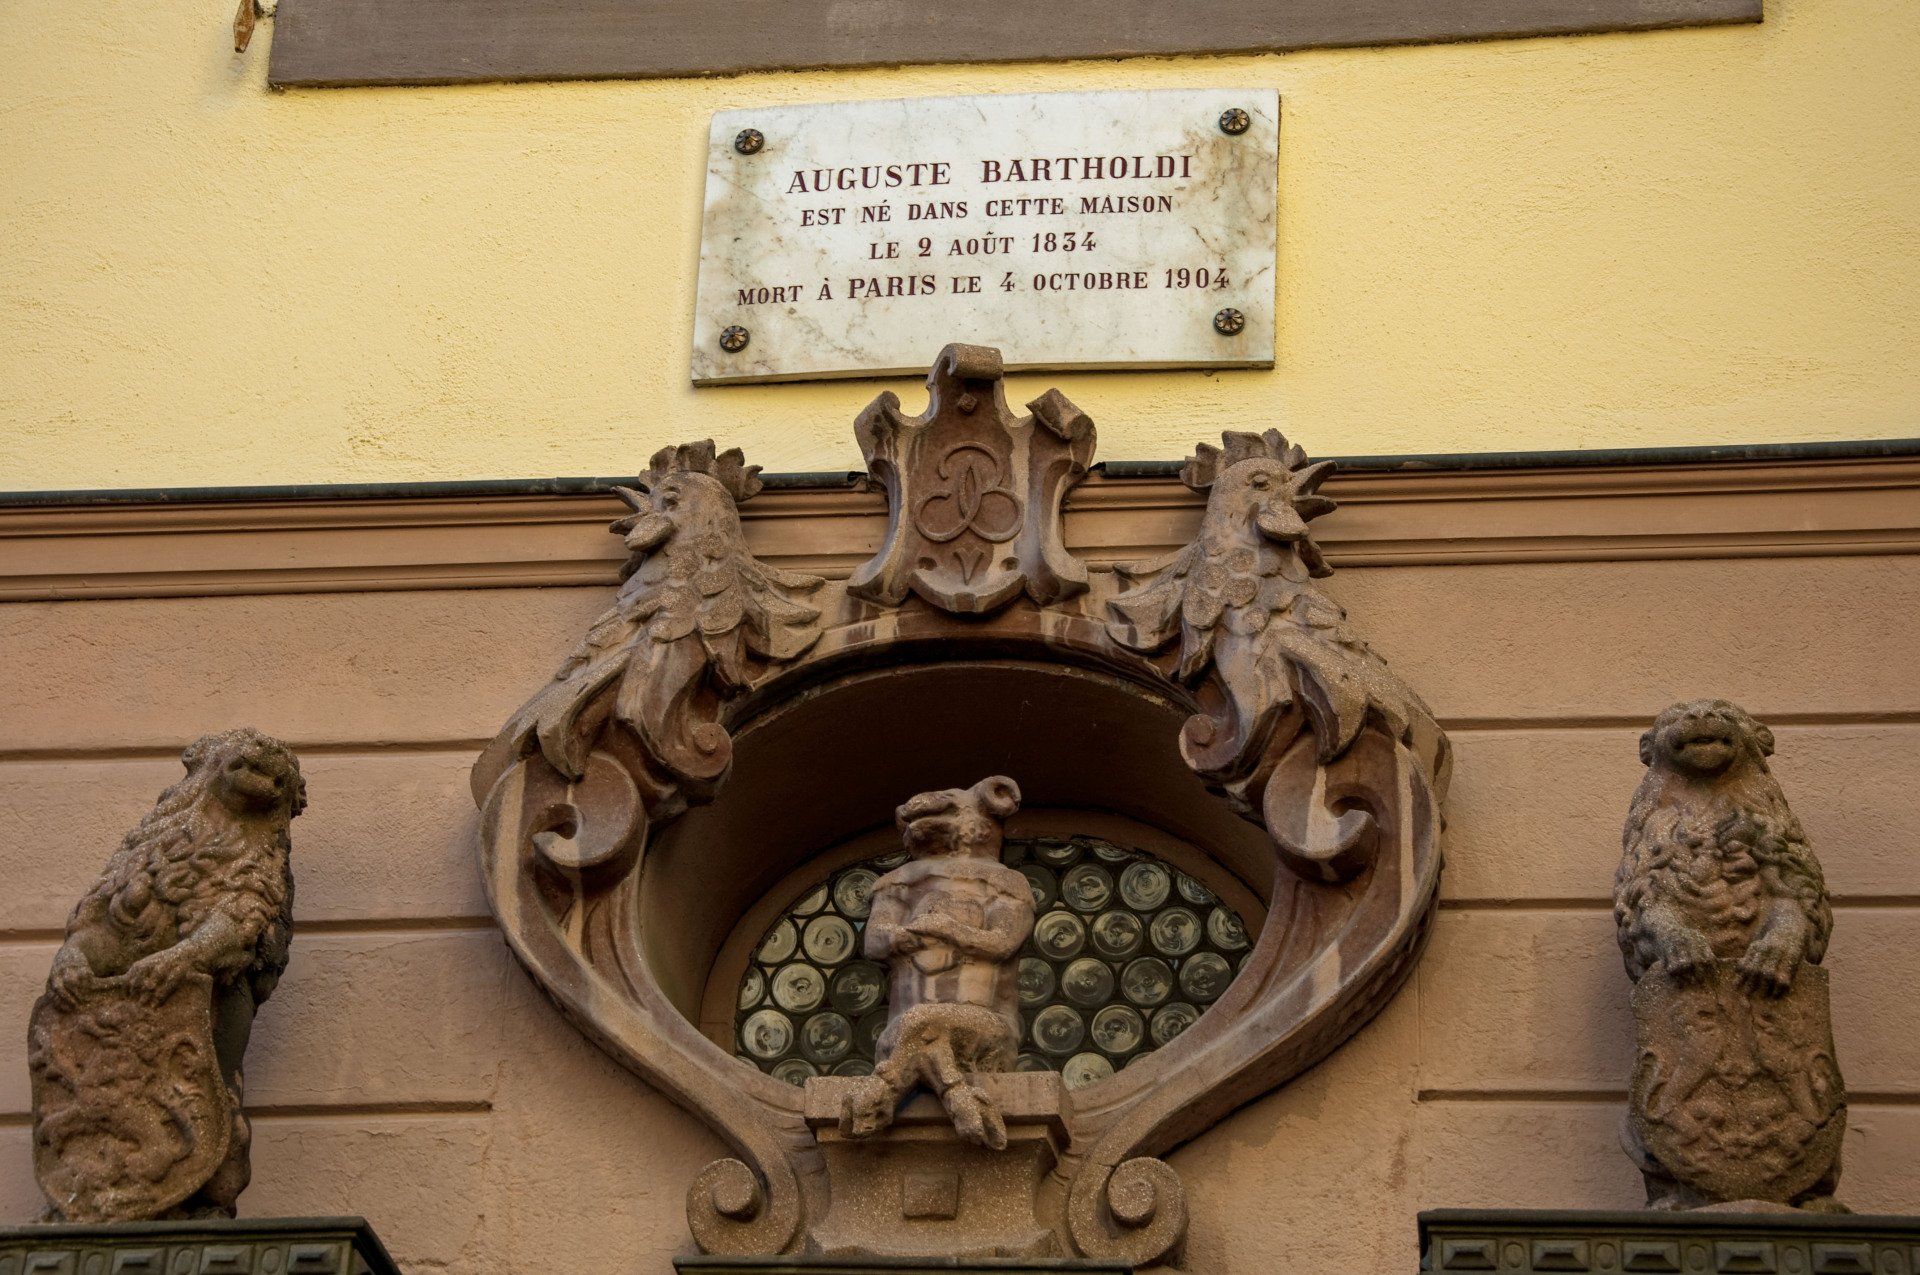 AUGUSTE BARTHOLDI
EST NÉ DANS CETTE MAISON
LE 2 AOÛT 1834
MORT À PARIS LE 4 OCTOBRE 1904